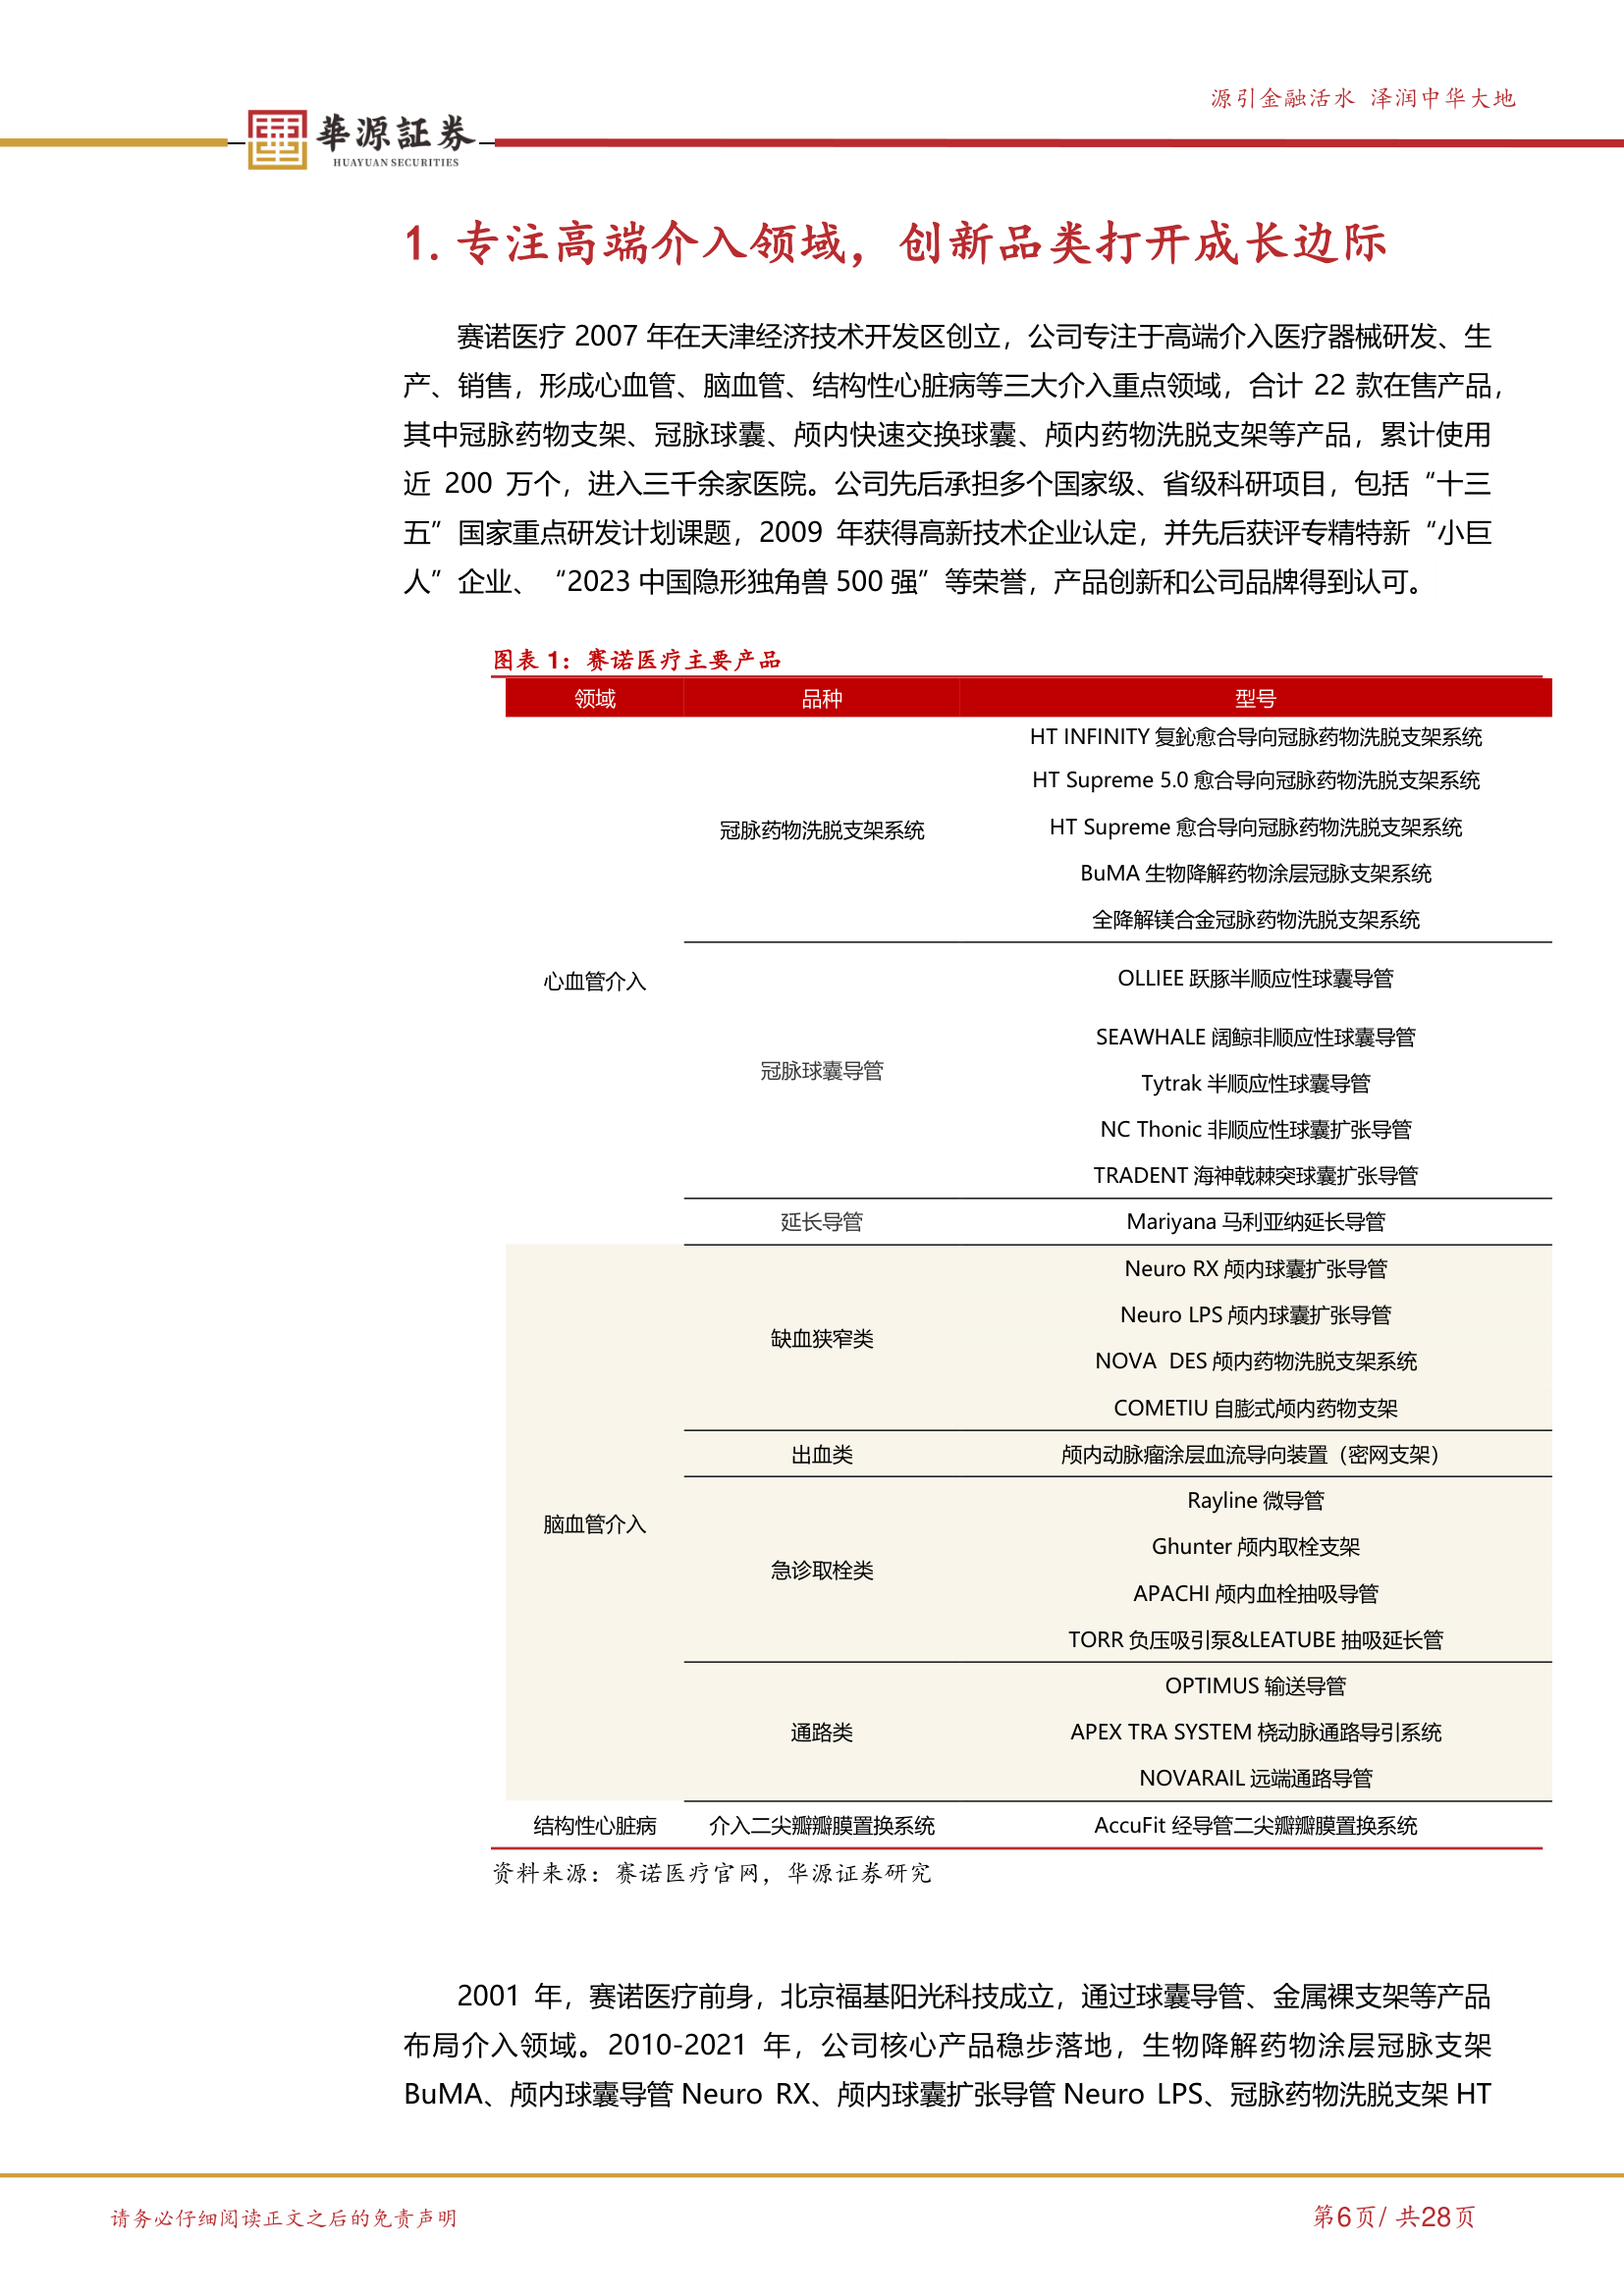 源引金融活水 泽润中华大地
華源証券
HUAYUAN SECURITIES
1. 专注高端介入领域，创新品类打开成长边际
赛诺医疗 2007 年在天津经济技术开发区创立，公司专注于高端介入医疗器械研发、生
产、销售，形成心血管、脑血管、结构性心脏病等三大介入重点领域，合计 22 款在售产品，
其中冠脉药物支架、冠脉球囊、颅内快速交换球囊、颅内药物洗脱支架等产品，累计使用
近 200 万个，进入三千余家医院。公司先后承担多个国家级、省级科研项目，包括“十三
五”国家重点研发计划课题，2009 年获得高新技术企业认定，并先后获评专精特新“小巨
人”企业、“2023 中国隐形独角兽 500 强”等荣誉，产品创新和公司品牌得到认可。
图表 1：赛诺医疗主要产品
领域 品种 型号
HT INFINITY 复鈊愈合导向冠脉药物洗脱支架系统
HT Supreme 5.0 愈合导向冠脉药物洗脱支架系统
冠脉药物洗脱支架系统 HT Supreme 愈合导向冠脉药物洗脱支架系统
BuMA 生物降解药物涂层冠脉支架系统
全降解镁合金冠脉药物洗脱支架系统
心血管介入 OLLIEE 跃豚半顺应性球囊导管
SEAWHALE 阔鲸非顺应性球囊导管
冠脉球囊导管 Tytrak 半顺应性球囊导管
NC Thonic 非顺应性球囊扩张导管
TRADENT 海神戟棘突球囊扩张导管
延长导管 Mariyana 马利亚纳延长导管
Neuro RX 颅内球囊扩张导管
Neuro LPS 颅内球囊扩张导管
缺血狭窄类 NOVA DES 颅内药物洗脱支架系统
COMETIU 自膨式颅内药物支架
出血类 颅内动脉瘤涂层血流导向装置（密网支架）
Rayline 微导管
脑血管介入 Ghunter 颅内取栓支架
急诊取栓类 APACHI 颅内血栓抽吸导管
TORR 负压吸引泵&LEATUBE 抽吸延长管
OPTIMUS 输送导管
通路类 APEX TRA SYSTEM 桡动脉通路导引系统
NOVARAIL 远端通路导管
结构性心脏病 介入二尖瓣瓣膜置换系统 AccuFit 经导管二尖瓣瓣膜置换系统
资料来源：赛诺医疗官网，华源证券研究
2001 年，赛诺医疗前身，北京福基阳光科技成立，通过球囊导管、金属裸支架等产品
布局介入领域。2010-2021 年，公司核心产品稳步落地，生物降解药物涂层冠脉支架
BuMA、颅内球囊导管 Neuro RX、颅内球囊扩张导管 Neuro LPS、冠脉药物洗脱支架 HT
请务必仔细阅读正文之后的免责声明
第6页/ 共28页